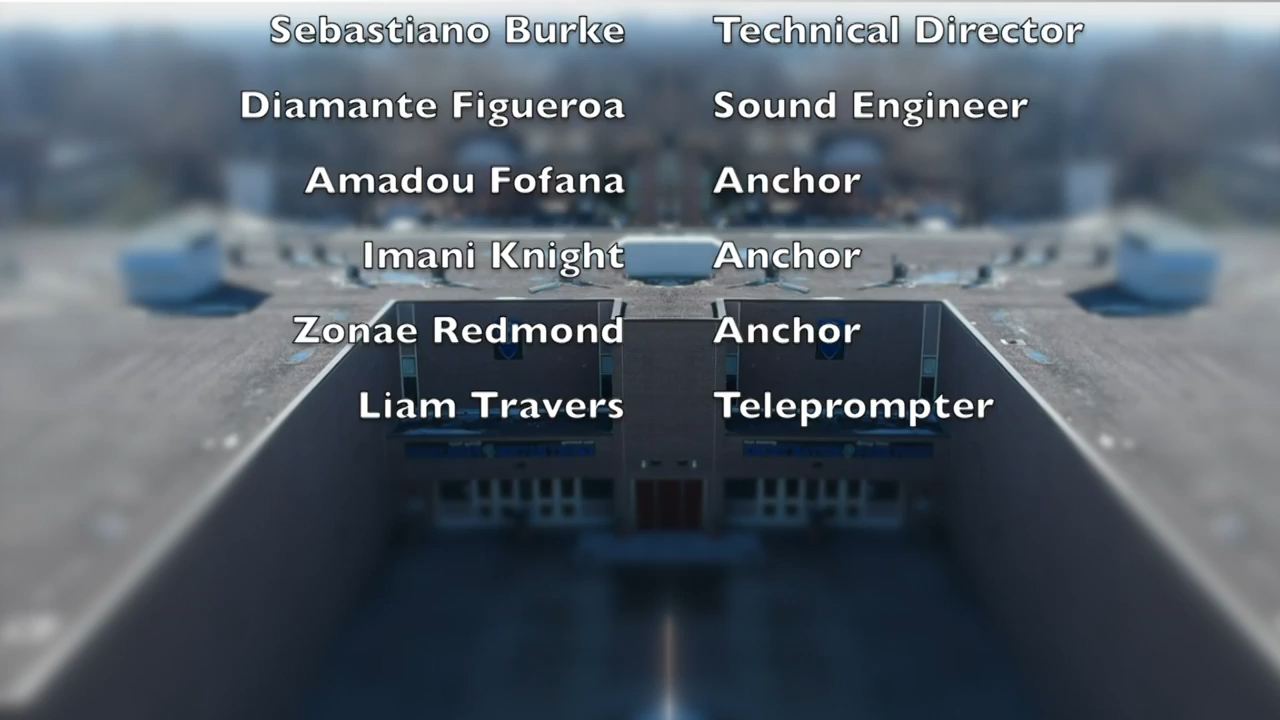 Sebastiano Burke Technical Director
Diamante Figueroa Sound Engineer
Amadou Fofana Anchor
Imani Knight Anchor
Zonae Redmond Anchor
Liam Travers Teleprompter